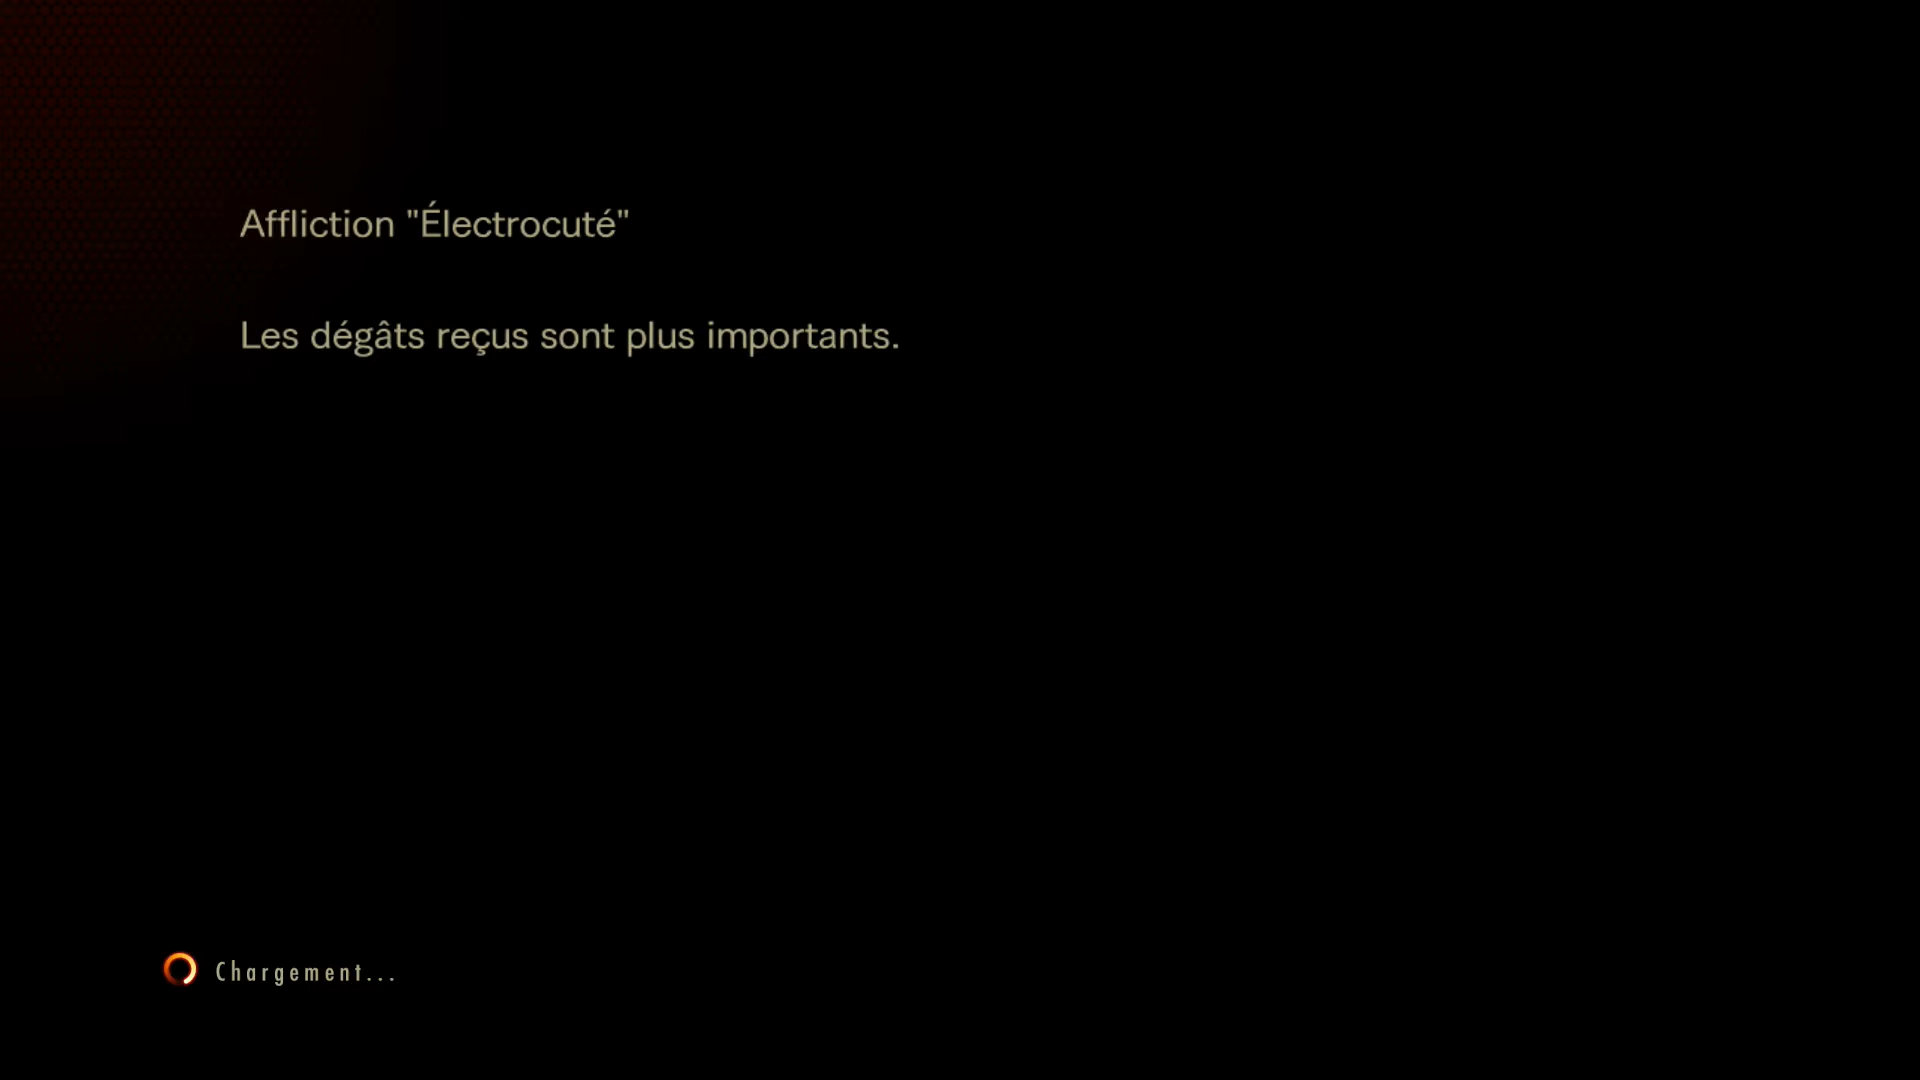 Affliction "Électrocuté"
Les dégâts reçus sont plus importants.
Chargement...